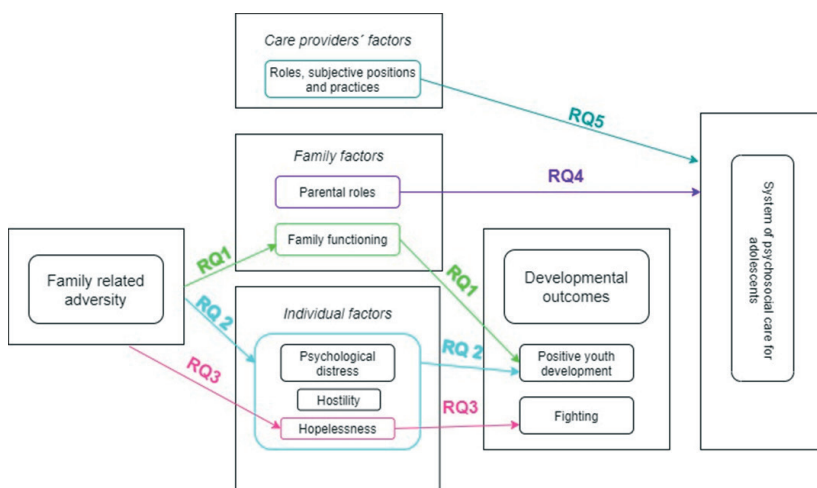 Care providers´ factors
Roles, subjective positions
and practices
RQ5
Family factors
Parental roles
RQ4
Family functioning
RQ1
Family related
adversity
RQ1
RQ 2
RQ3
Individual factors
Psychological
distress
Hostility
Hopelessness
RQ 2
RQ3
Developmental
outcomes
Positive youth
development
Fighting
System of psychosocial care for
adolescents